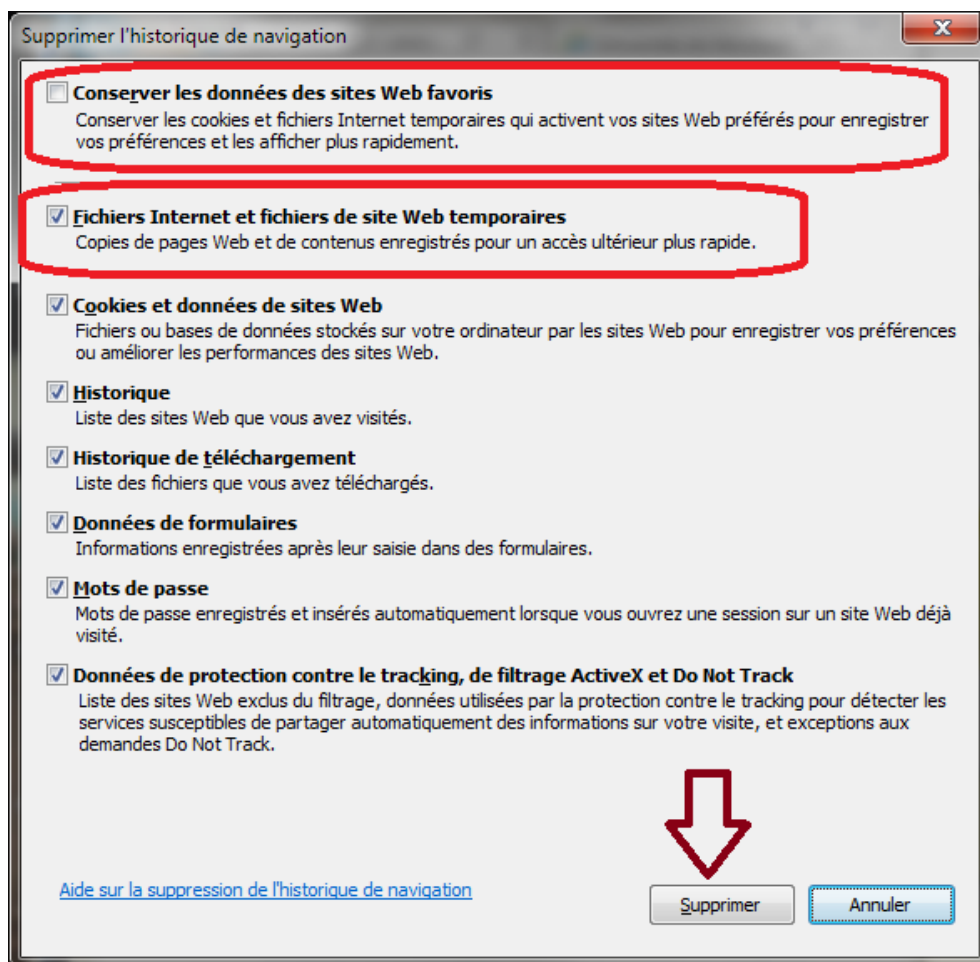 Supprimer l'historique de navigation
Conserver les données des sites Web favoris
Conserver les cookies et fichiers Internet temporaires qui activent vos sites Web préférés pour enregistrer
vos préférences et les afficher plus rapidement.
Fichiers Internet et fichiers de site Web temporaires
Copies de pages Web et de contenus enregistrés pour un accès ultérieur plus rapide.
Cookies et données de sites Web
Fichiers ou bases de données stockés sur votre ordinateur par les sites Web pour enregistrer vos préférences
ou améliorer les performances des sites Web.
Historique
Liste des sites Web que vous avez visités.
Historique de téléchargement
Liste des fichiers que vous avez téléchargés.
Données de formulaires
Informations enregistrées après leur saisie dans des formulaires.
Mots de passe
Mots de passe enregistrés et insérés automatiquement lorsque vous ouvrez une session sur un site Web déjà
visité.
Données de protection contre le tracking, de filtrage ActiveX et Do Not Track
Liste des sites Web exclus du filtrage, données utilisées par la protection contre le tracking pour détecter les
services susceptibles de partager automatiquement des informations sur votre visite, et exceptions aux
demandes Do Not Track.
Aide sur la suppression de l'historique de navigation
Supprimer
Annuler